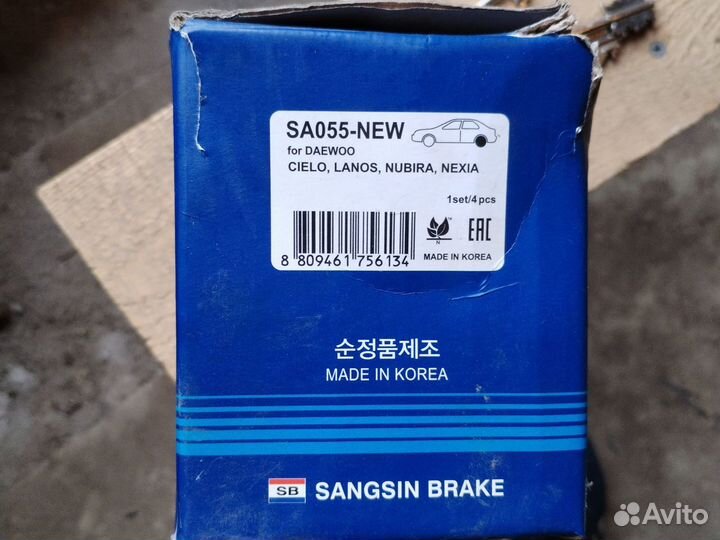 SA055-NEW
for DAEWOO
CIELO, LANOS, NUBIRA, NEXIA
1set/4pcs
8 809461 756134
N
TM
EAC
MADE IN KOREA
순정품제조
MADE IN KOREA
SB SANGSIN BRAKE
Avito